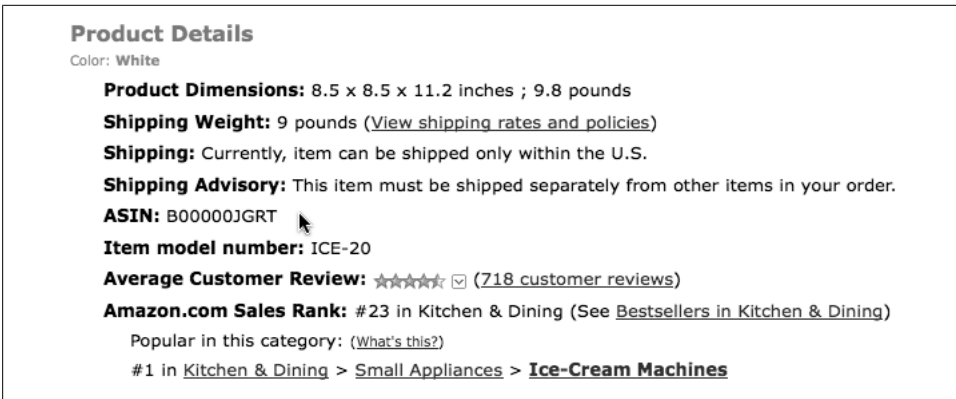 Product Details
Color: White
Product Dimensions: 8.5 x 8.5 x 11.2 inches ; 9.8 pounds
Shipping Weight: 9 pounds (View shipping rates and policies)
Shipping: Currently, item can be shipped only within the U.S.
Shipping Advisory: This item must be shipped separately from other items in your order.
ASIN: B00000JGRT
Item model number: ICE-20
Average Customer Review: (718 customer reviews)
Amazon.com Sales Rank: #23 in Kitchen & Dining (See Bestsellers in Kitchen & Dining)
Popular in this category: (What's this?)
#1 in Kitchen & Dining > Small Appliances > Ice-Cream Machines